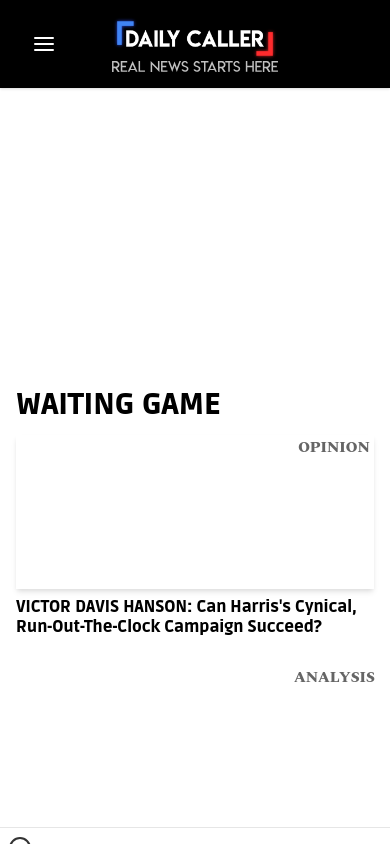 DAILY CALLER
REAL NEWS STARTS HERE
WAITING GAME
OPINION
VICTOR DAVIS HANSON: Can Harris's Cynical,
Run-Out-The-Clock Campaign Succeed?
ANALYSIS